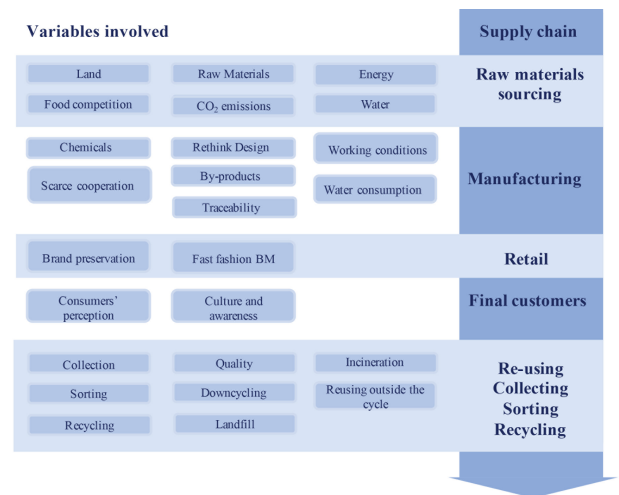 Variables involved
Supply chain
Land
Raw Materials
Energy
Food competition
CO₂ emissions
Water
Raw materials
sourcing
Chemicals
Rethink Design
Working conditions
Scarce cooperation
By-products
Water consumption
Traceability
Manufacturing
Brand preservation
Fast fashion BM
Retail
Consumers’
perception
Culture and
awareness
Final customers
Collection
Quality
Incineration
Sorting
Downcycling
Reusing outside the
cycle
Recycling
Landfill
Re-using
Collecting
Sorting
Recycling